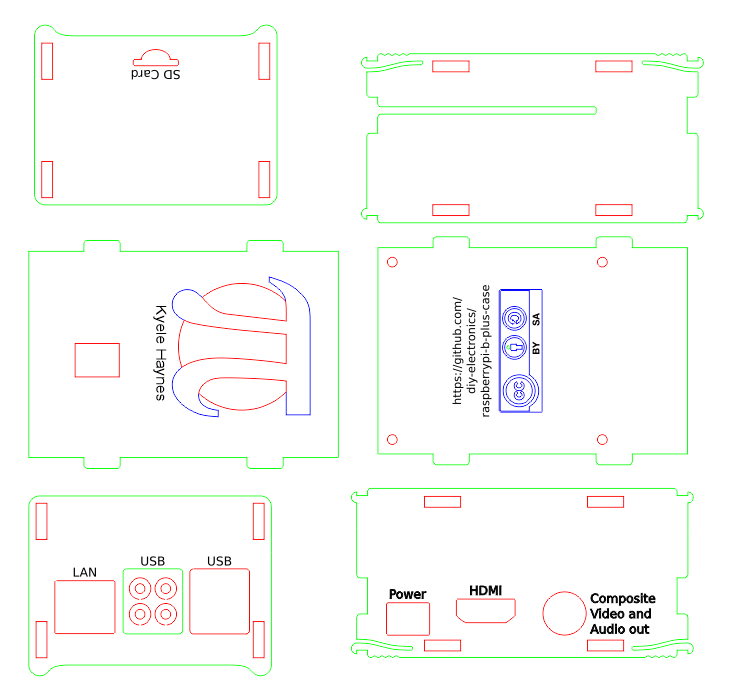 SD Card
Kyele Haynes
https://github.com/
diy-electronics/
raspberrypi-b-plus-case
cc
BY
SA
LAN
USB
USB
Power
HDMI
Composite
Video and
Audio out